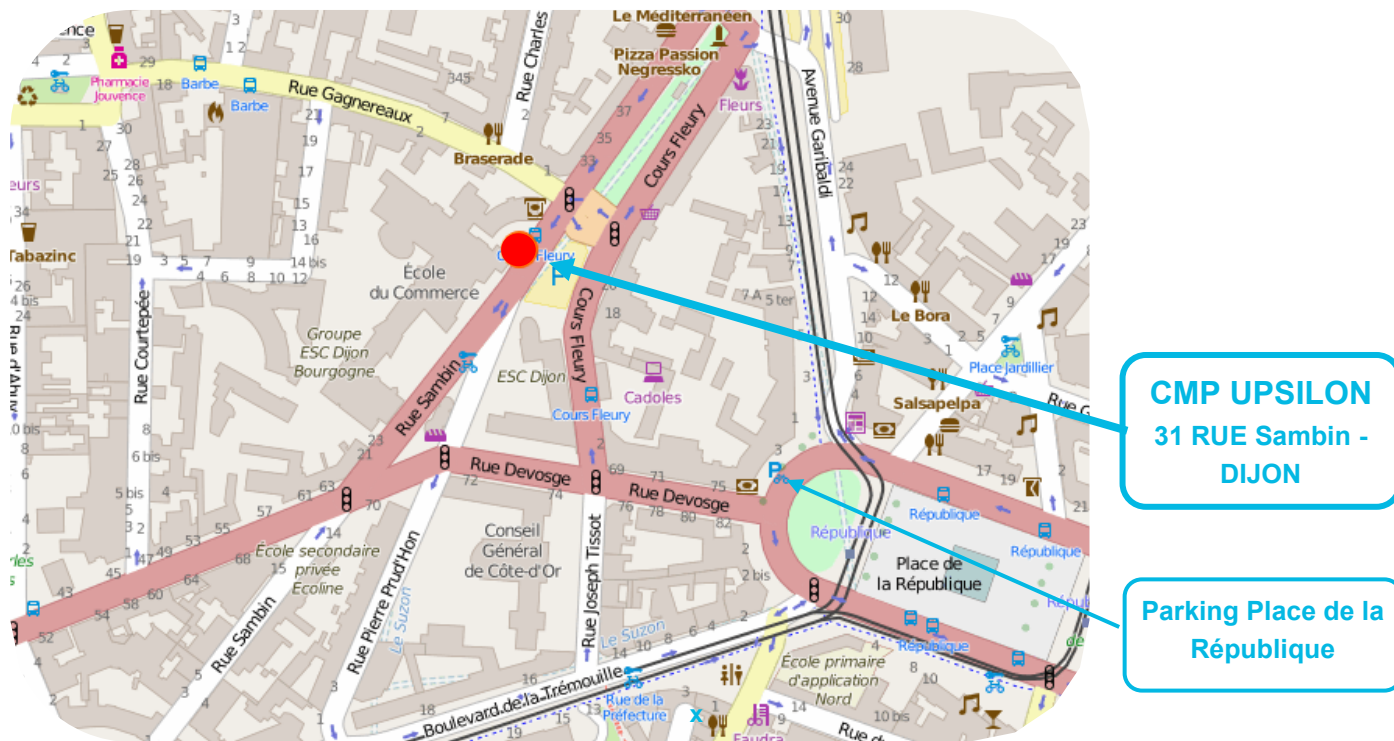 Le Méditerranéen
Pizza Passion
Negressko
Fleurs
Rue Charles
Avenue Garibaldi
Pharmacie
Jouvence
Barbe
Barbe
Rue Gagnereaux
Braserade
Cours Fleury
Fleury
Tabazinc
École
du Commerce
Groupe
ESC Dijon
Bourgogne
Rue Courtepée
Rue Sambin
ESC Dijon
Cours Fleury
Cours Fleury
Cadoles
Le Bora
Place Jardillier
Salsapelpa
CMP UPSILON
31 RUE Sambin -
DIJON
Rue Devosge
Rue Devosge
République
République
République
Place de
la République
République
Conseil
Général
de Côte-d'Or
École secondaire
privée
Ecoline
Rue Sambin
Rue Pierre Prud'Hon
Le Suzon
Rue Joseph Tissot
Le Suzon
Boulevard de la Trémouille
Rue de la
Préfecture
École primaire
d'application
Nord
Parking Place de la
République